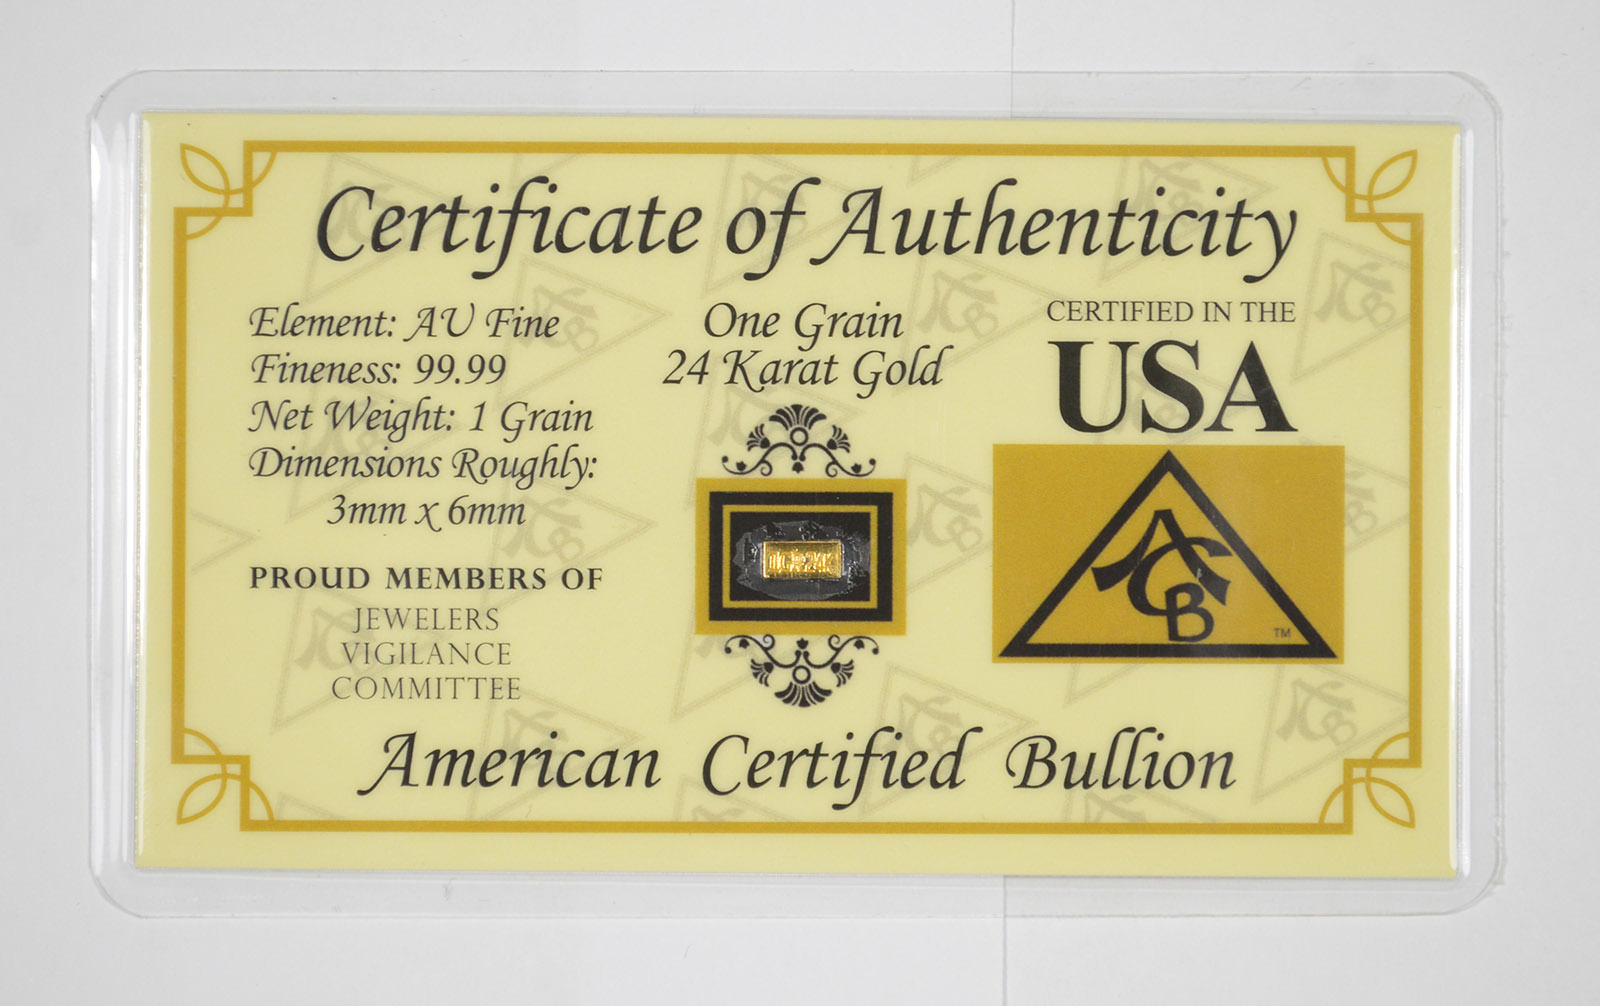 Certificate of Authenticity
Element: AU Fine
Fineness: 99.99
Net Weight: 1 Grain
Dimensions Roughly:
3mm x 6mm
PROUD MEMBERS OF
JEWELERS
VIGILANCE
COMMITTEE
One Grain
24 Karat Gold
CERTIFIED IN THE
USA
ACB
TM
American Certified Bullion